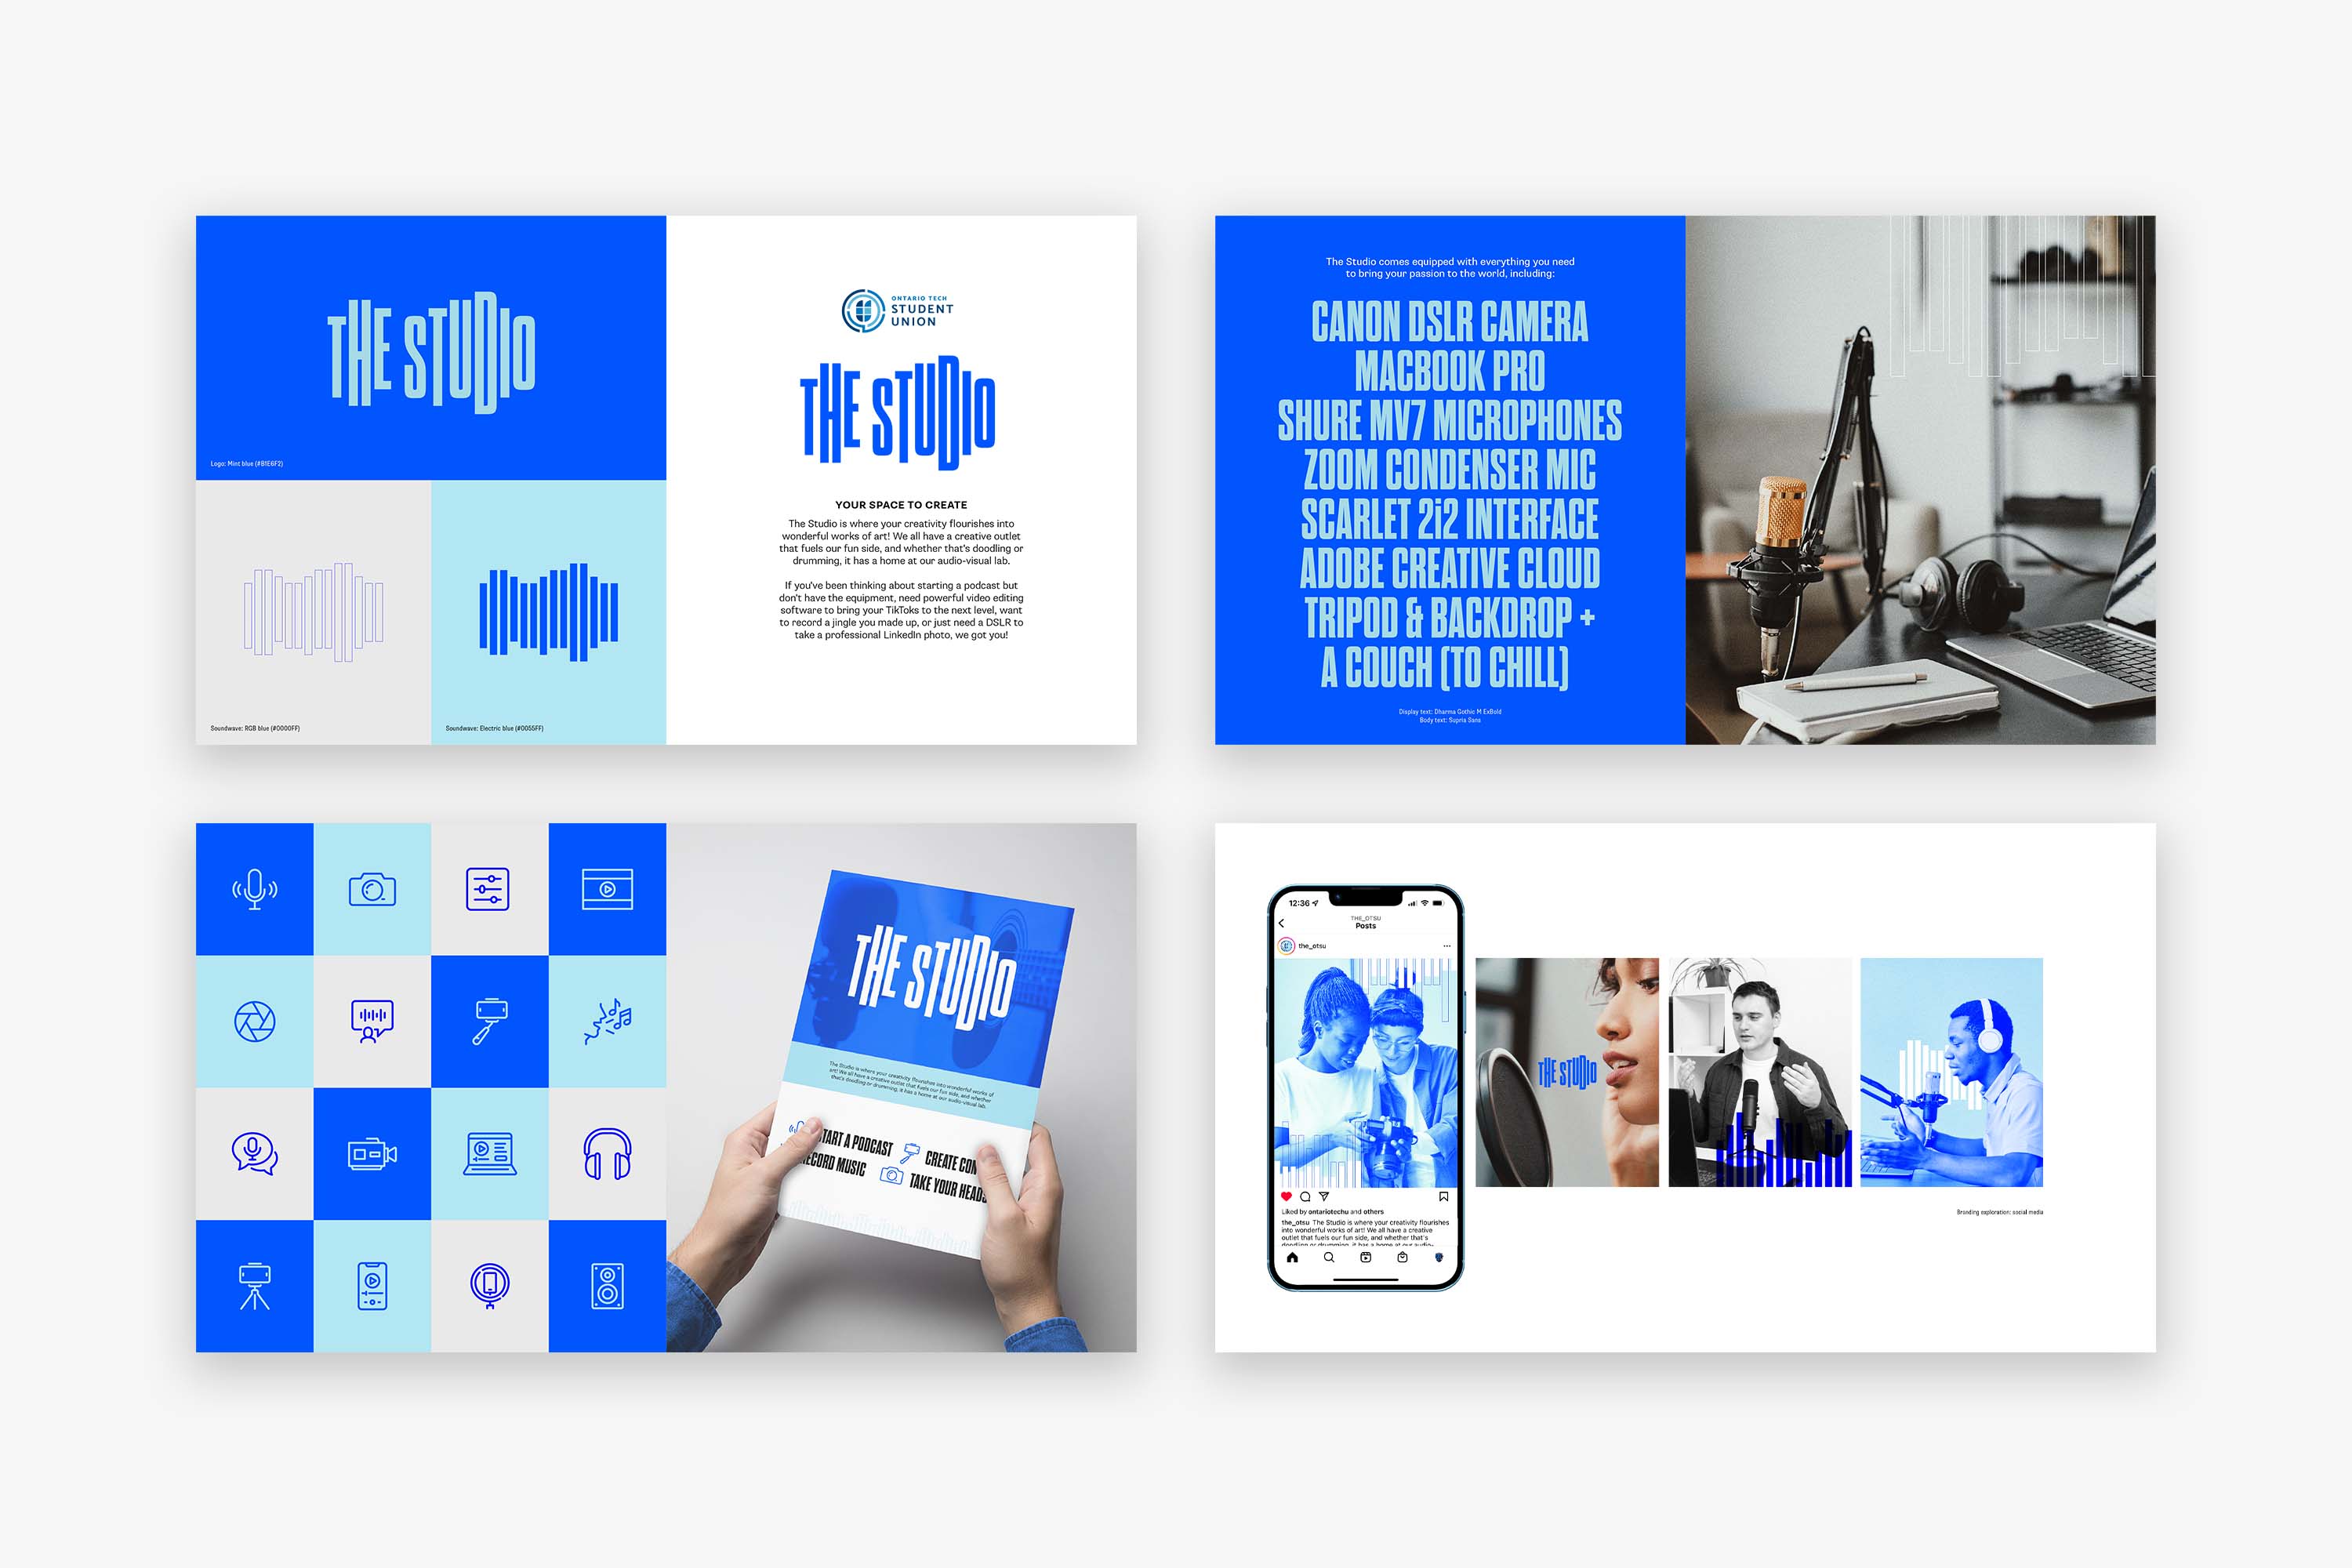 THE STUDIO
Logo: Mint blue (#B1E6F2)
Soundwave: RGB blue (#0000FF)
Soundwave: Electric blue (#0055FF)
ONTARIO TECH
STUDENT
UNION
THE STUDIO
YOUR SPACE TO CREATE
The Studio is where your creativity flourishes into
wonderful works of art! We all have a creative outlet
that fuels our fun side, and whether that's doodling or
drumming, it has a home at our audio-visual lab.
If you've been thinking about starting a podcast but
don't have the equipment, need powerful video editing
software to bring your TikToks to the next level, want
to record a jingle you made up, or just need a DSLR to
take a professional LinkedIn photo, we got you!
The Studio comes equipped with everything you need
to bring your passion to the world, including:
CANON DSLR CAMERA
MACBOOK PRO
SHURE MV7 MICROPHONES
ZOOM CONDENSER MIC
SCARLET 2i2 INTERFACE
ADOBE CREATIVE CLOUD
TRIPOD & BACKDROP +
A COUCH (TO CHILL)
Display text: Dharma Gothic M ExBold
Body text: Supria Sans
THE STUDIO
The Studio is where your creativity flourishes into wonderful works of
art! We all have a creative outlet that fuels our fun side, and whether
that's doodling or drumming, it has a home at our audio-visual lab.
TART A PODCAST CREATE CON
RECORD MUSIC TAKE YOUR HEADS
12:36
THE_OTSU
Posts
the_otsu
Liked by ontariotechu and others
the_otsu The Studio is where your creativity flourishes
into wonderful works of art! We all have a creative
outlet that fuels our fun side, and whether that's
doodling or drumming, it has a home at our audio-
THE STUDIO
Branding exploration: social media